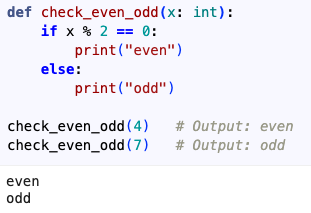 def check_even_odd(x: int):
    if x % 2 == 0:
        print("even")
    else:
        print("odd")

check_even_odd(4)   # Output: even
check_even_odd(7)   # Output: odd
even
odd